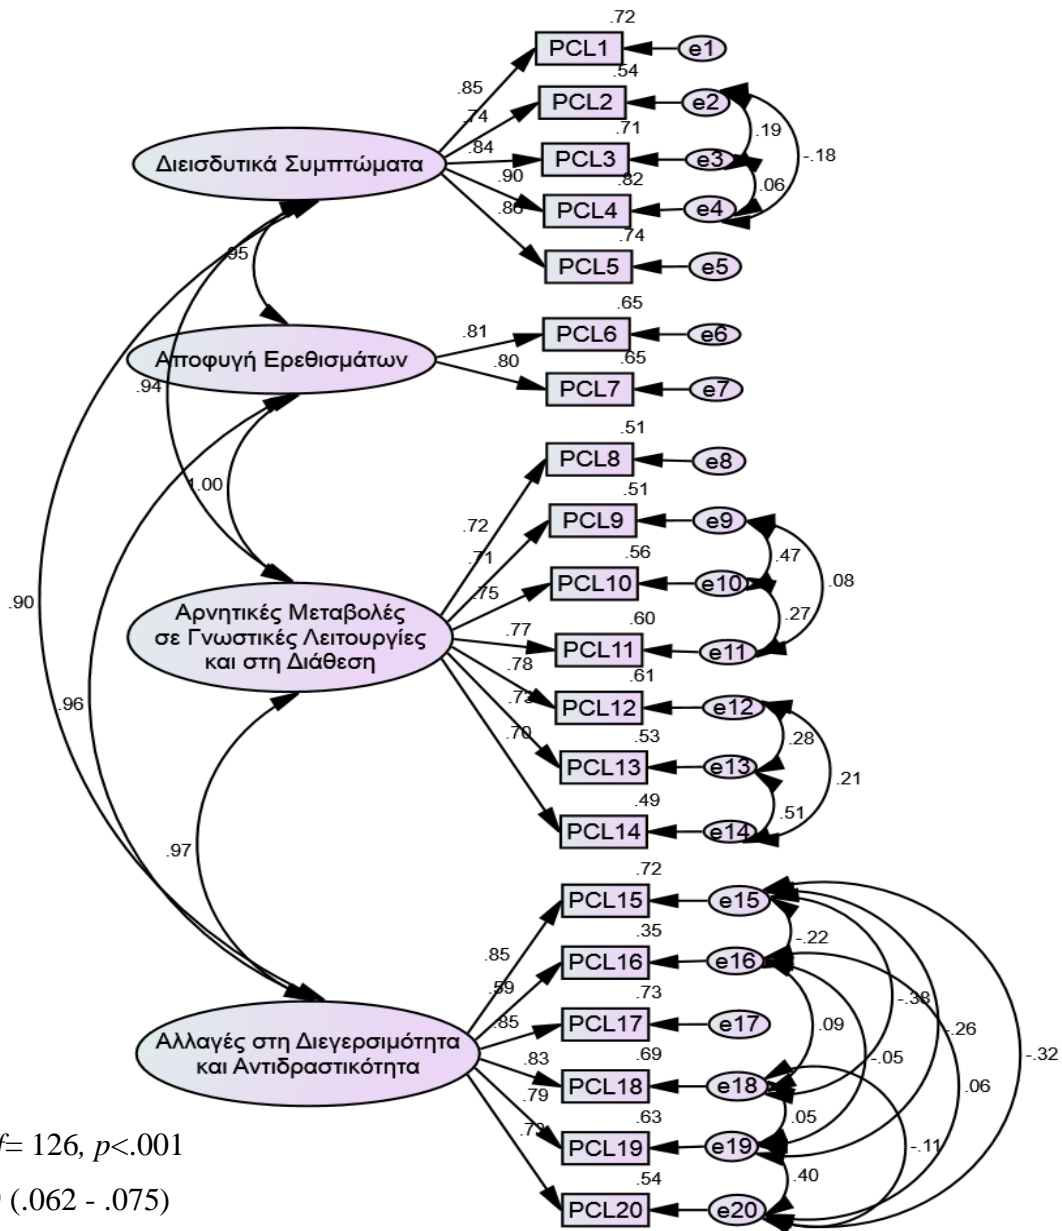 .72
PCL1 e1
.85 .54
PCL2 e2
.74 .71 .19
.84 PCL3 e3 -.18
Διεισδυτικά Συμπτώματα
.90 .82 .06
PCL4 e4
.74
PCL5 e5
.95
.65
.81 PCL6 e6
Αποφυγή Ερεθισμάτων
.80 .65
.94 PCL7 e7
.51
PCL8 e8
1.00 .51
.72 PCL9 e9
.71 .56 .47
.75 PCL10 e10 .08
.90 .60 .27
Αρνητικές Μεταβολές
σε Γνωστικές Λειτουργίες
και στη Διάθεση
.77 PCL11 e11
.78 .61
.96 PCL12 e12
.70 .53 .28
PCL13 e13 .21
.49 .51
PCL14 e14
.97
.72
PCL15 e15
.85 .35 -.22
PCL16 e16
.59 .73 -.38
.85 PCL17 e17 .09 -.26
Αλλαγές στη Διεγερσιμότητα
και Αντιδραστικότητα
.83 .69 -.05 -.32
PCL18 e18
.79 .63 .05 .06
PCL19 e19 -.11
.54 .40
PCL20 e20
= 126, p<.001
(.062 - .075)